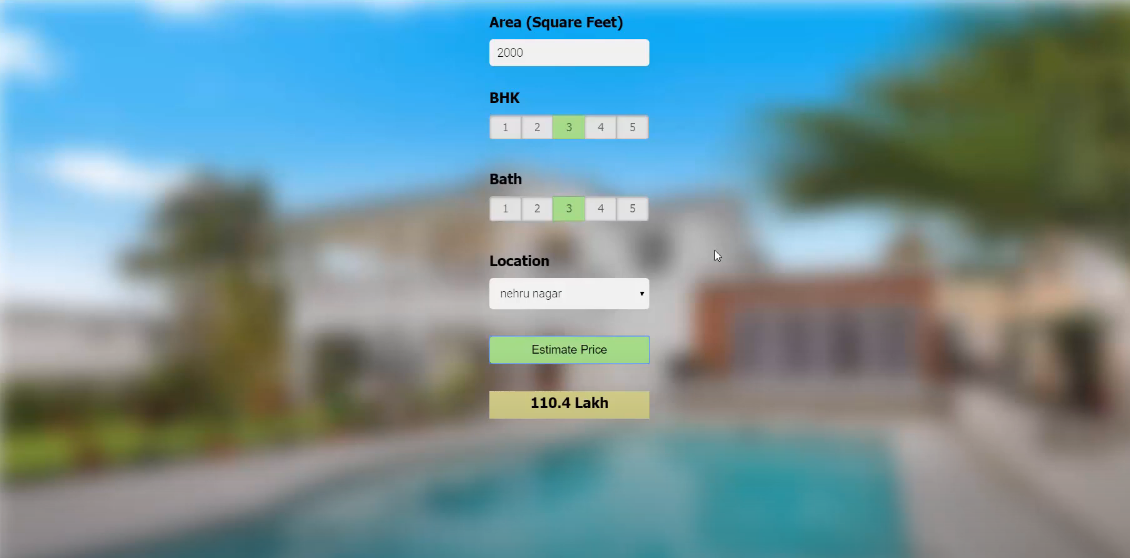 Area (Square Feet)
2000
BHK
1 2 3 4 5
Bath
1 2 3 4 5
Location
nehru nagar
Estimate Price
110.4 Lakh